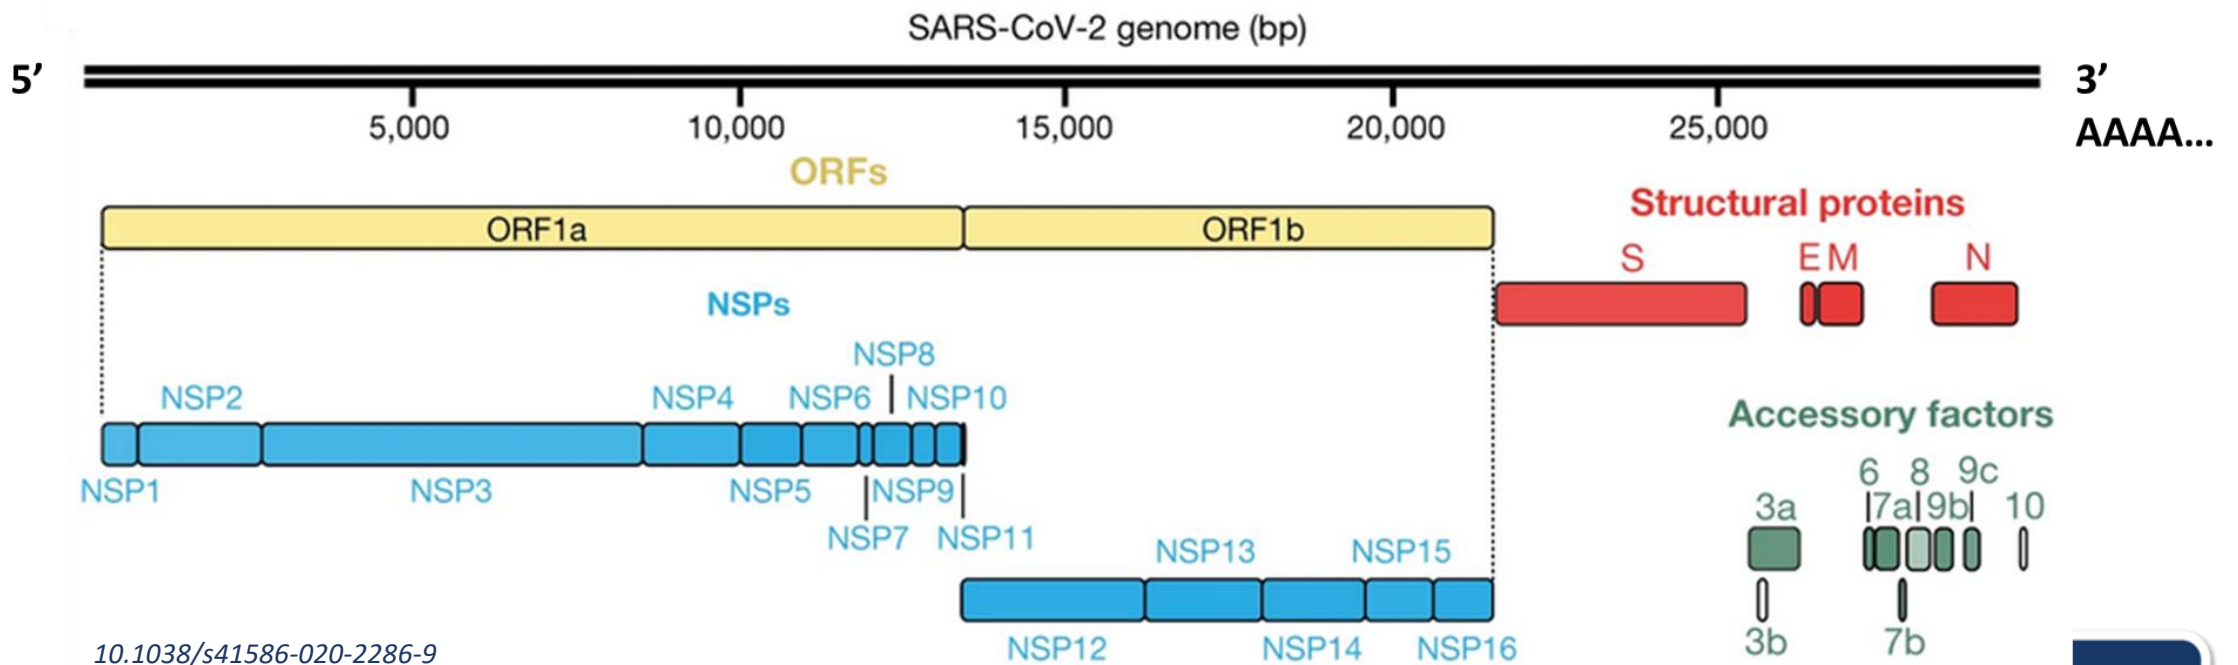 SARS-CoV-2 genome (bp)
5’
3’
5,000 10,000 15,000 20,000 25,000
AAAA...
ORFs
ORF1a ORF1b
Structural proteins
S E M N
NSPs
NSP8
NSP2 NSP4 NSP6 NSP10
NSP1 NSP3 NSP5 NSP9
NSP7 NSP11
Accessory factors
6 8 9c
3a 7a 9b 10
NSP13 NSP15
NSP12 NSP14 NSP16
3b 7b
10.1038/s41586-020-2286-9